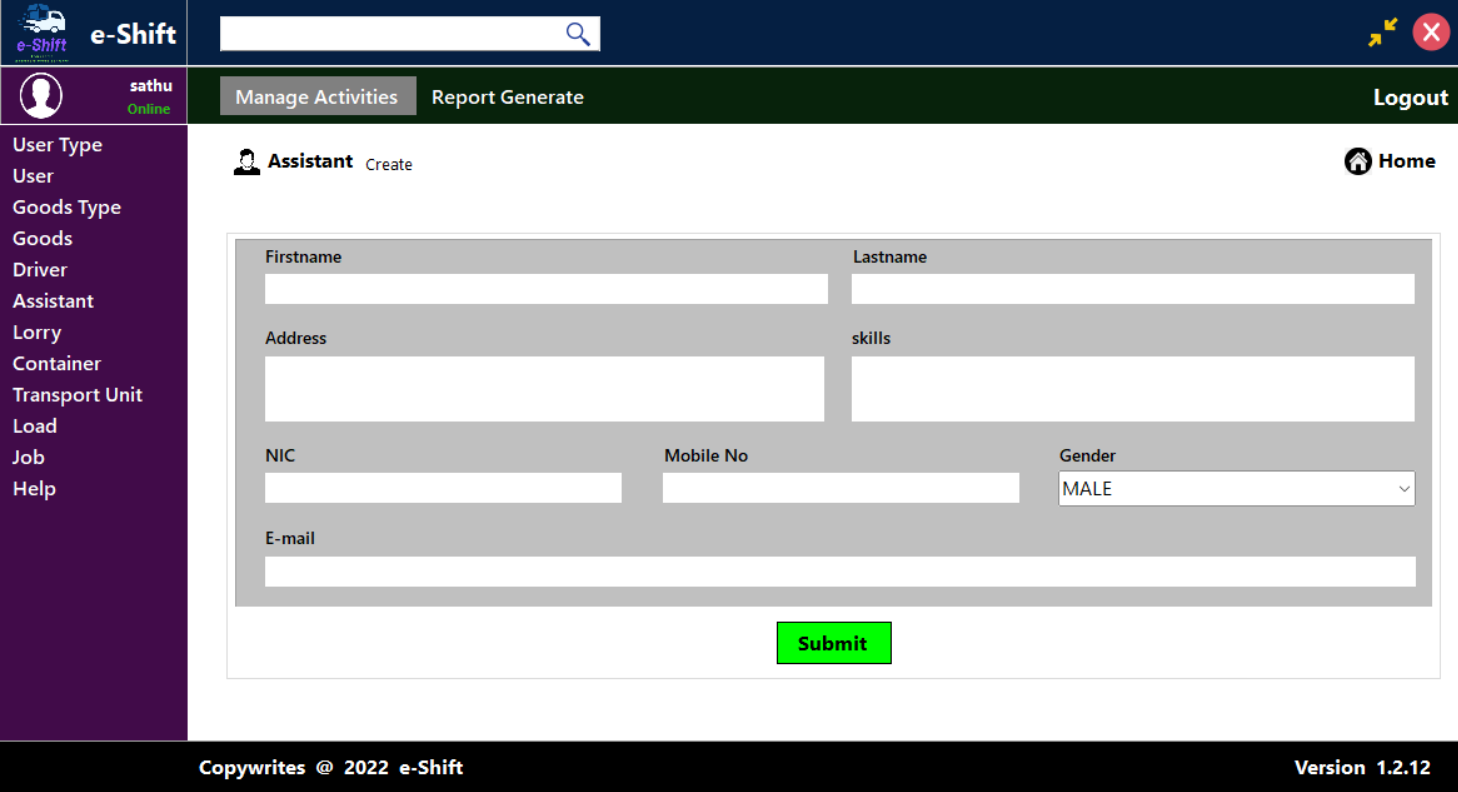 e-Shift
e-Shift
sathu
Online
Manage Activities
Report Generate
Logout
User Type
User
Goods Type
Goods
Driver
Assistant
Lorry
Container
Transport Unit
Load
Job
Help
Assistant Create
Home
Firstname
Lastname
Address
skills
NIC
Mobile No
Gender
MALE
E-mail
Submit
Copywrites @ 2022 e-Shift
Version 1.2.12